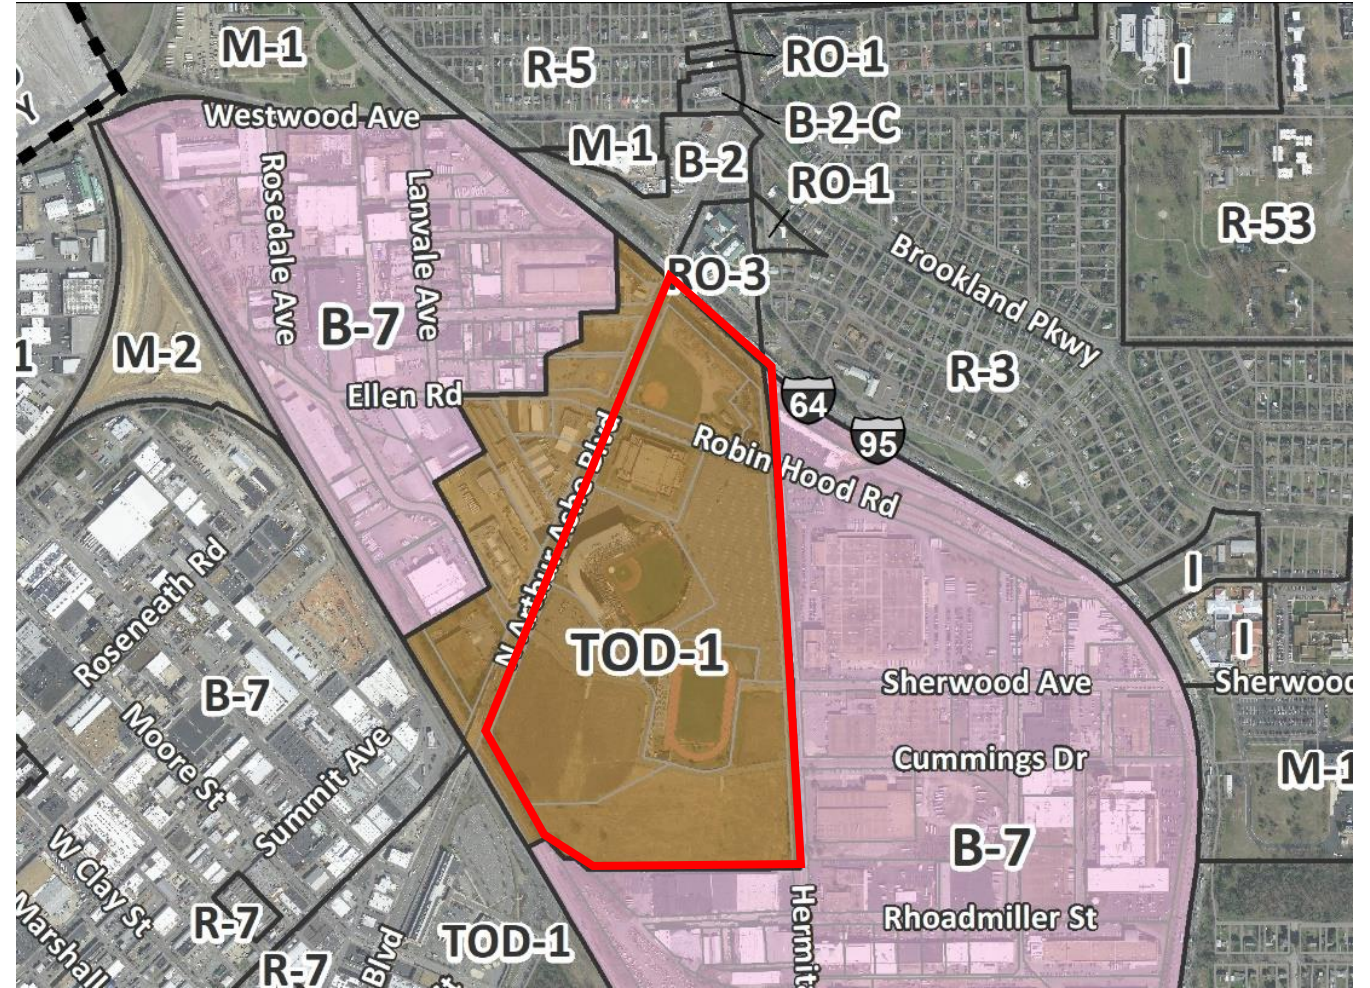 M-1
R-5
RO-1
I
B-2-C
Westwood Ave
M-1
B-2
RO-1
R-53
Rosedale Ave
Lanvale Ave
RO-3
Brookland Pkwy
B-7
M-2
1
R-3
Ellen Rd
64
95
N Arthur Ashe Blvd
Robin Hood Rd
I
Roseneath Rd
I
TOD-1
Sherwood Ave
Sherwood
B-7
Moore St
Summit Ave
Cummings Dr
M-1
B-7
W Clay St
Marshall
R-7
Hermit
Rhoadmiller St
TOD-1
R-7
Blvd